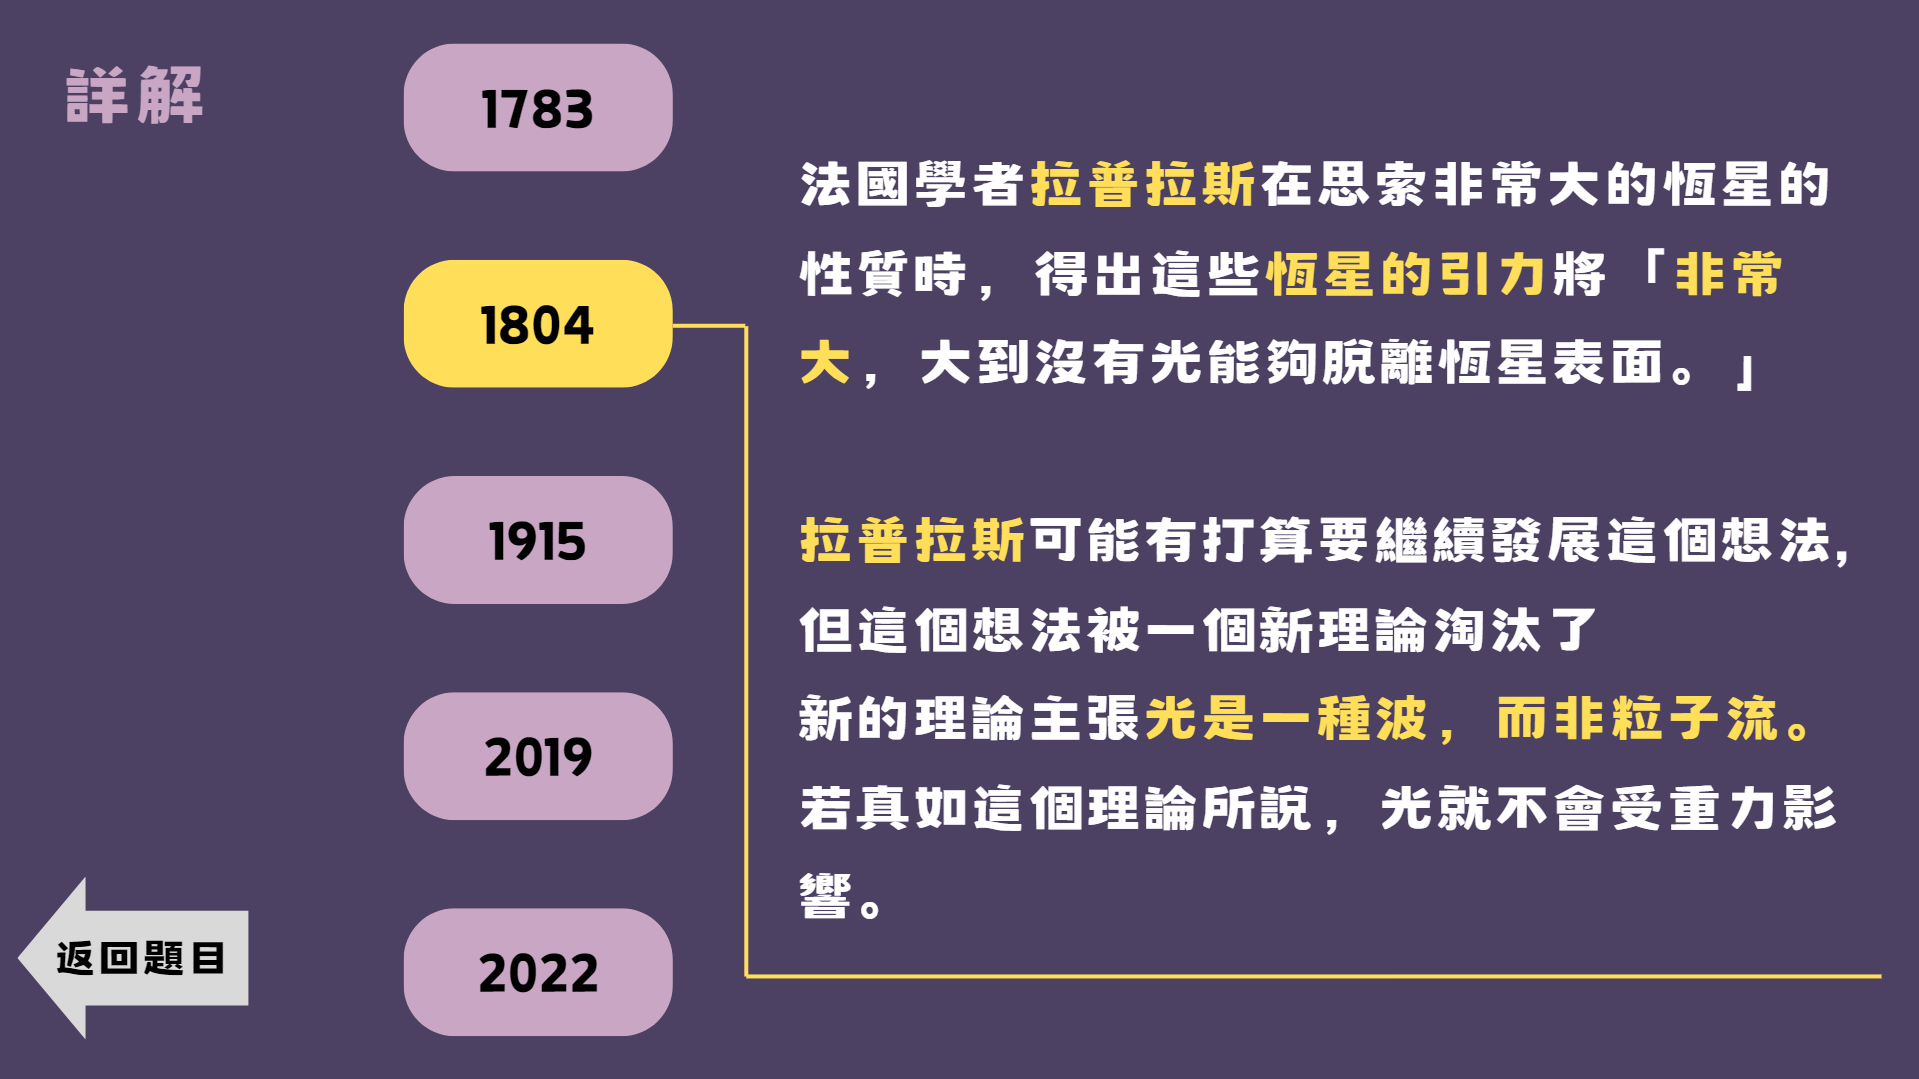 詳解
1783
1804
1915
2019
2022
法國學者拉普拉斯在思索非常大的恆星的
性質時，得出這些恆星的引力將「非常
大，大到沒有光能夠脫離恆星表面。」
拉普拉斯可能有打算要繼續發展這個想法,
但這個想法被一個新理論淘汰了
新的理論主張光是一種波，而非粒子流。
若真如這個理論所說，光就不會受重力影
響。
返回題目